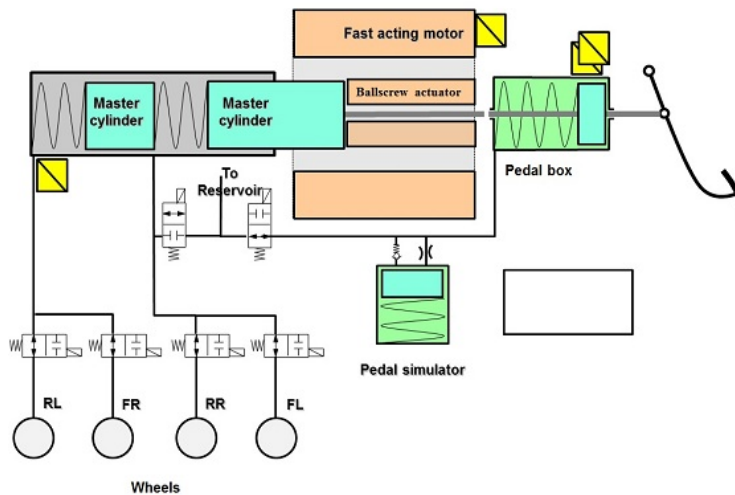 Fast acting motor
Master
cylinder
Master
cylinder
Ballscrew actuator
To
Reservoir
Pedal box
Pedal simulator
RL
FR
RR
FL
Wheels